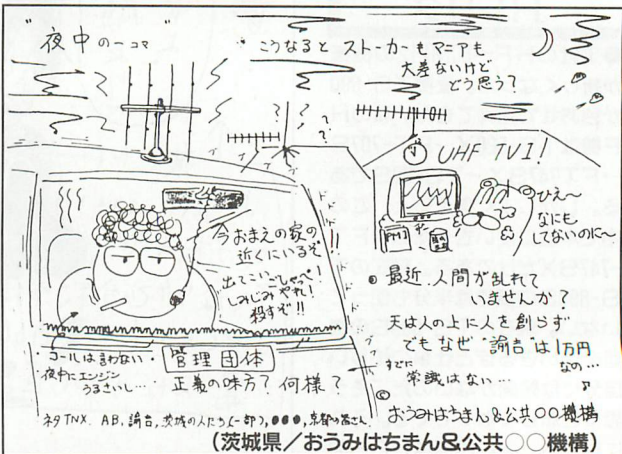 "夜中の一コマ"
* こうなると ストーカーもマニアも
大差ないけど
どう思う?
UHF TVI!
ひえ〜
なにも
してないのに〜
今おまえの家の
近くにいるぞ
出てこい
しみじみやれ!
殺すぞ!!
最近 人間が乱れて
いませんか?
天は人の上に人を創らず
でもなぜ"諭吉"は1万円
なの…
すでに
常識はない…
・コールは言わない
・夜中にエンジン
うるさいし…
管理団体
正義の味方? 何様?
© おうみはちまん&公共○○機構
ネタTNX. AB, 諭吉, 茨城の人たち(一部う), ●●●, 京都の皆さん
(茨城県/おうみはちまん&公共○○機構)